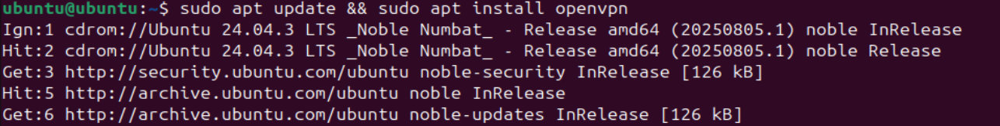 ubuntu@ubuntu:~$ sudo apt update && sudo apt install openvpn
Ign:1 cdrom://Ubuntu 24.04.3 LTS _Noble Numbat_ - Release amd64 (20250805.1) noble InRelease
Hit:2 cdrom://Ubuntu 24.04.3 LTS _Noble Numbat_ - Release amd64 (20250805.1) noble Release
Get:3 http://security.ubuntu.com/ubuntu noble-security InRelease [126 kB]
Hit:5 http://archive.ubuntu.com/ubuntu noble InRelease
Get:6 http://archive.ubuntu.com/ubuntu noble-updates InRelease [126 kB]